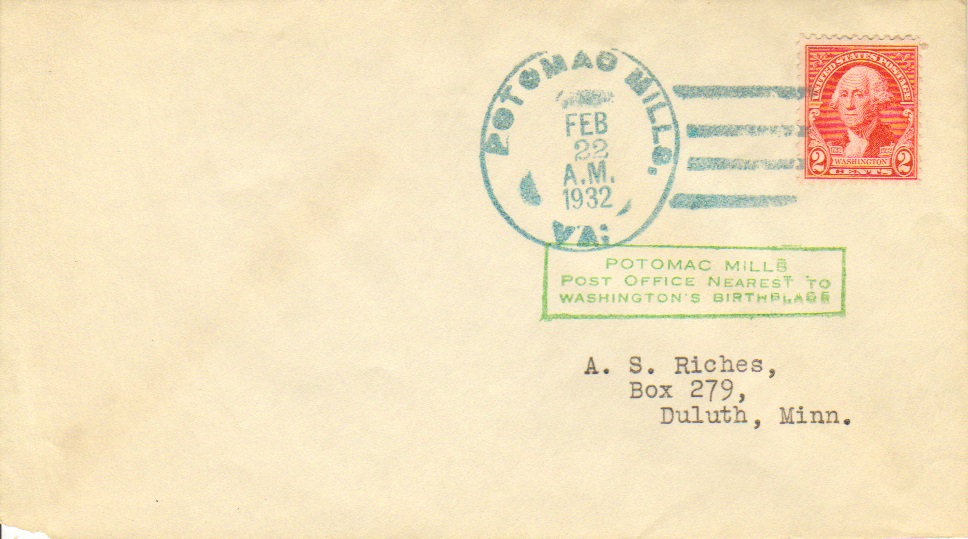 POTOMAC MILLS,
FEB
22
A.M.
1932
VA.
UNITED STATES POSTAGE
2 WASHINGTON 2
CENTS
POTOMAC MILLS
POST OFFICE NEAREST TO
WASHINGTON'S BIRTHPLACE
A. S. Riches,
Box 279,
Duluth, Minn.